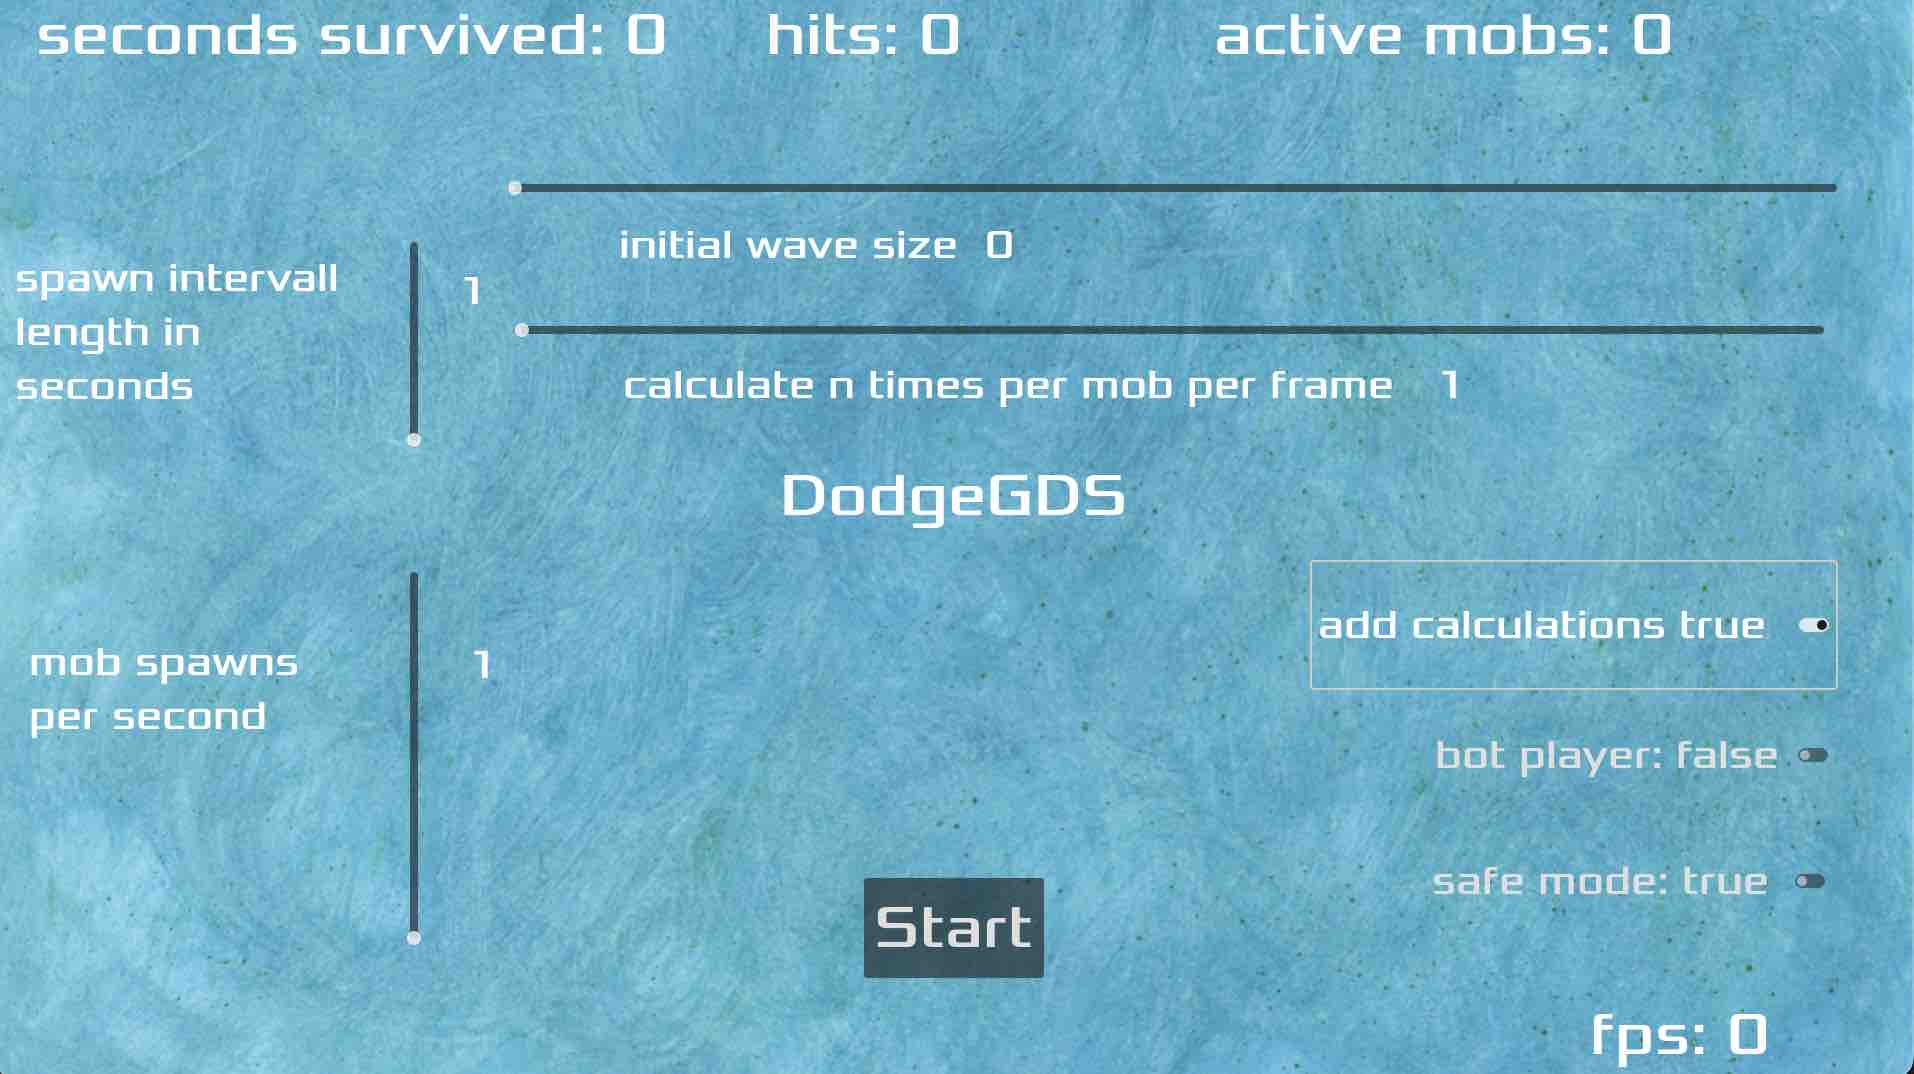 seconds survived: 0 hits: 0 active mobs: 0
initial wave size 0
spawn intervall
length in
seconds
1
calculate n times per mob per frame 1
DodgeGDS
add calculations true
mob spawns
per second
1
bot player: false
safe mode: true
Start
fps: 0